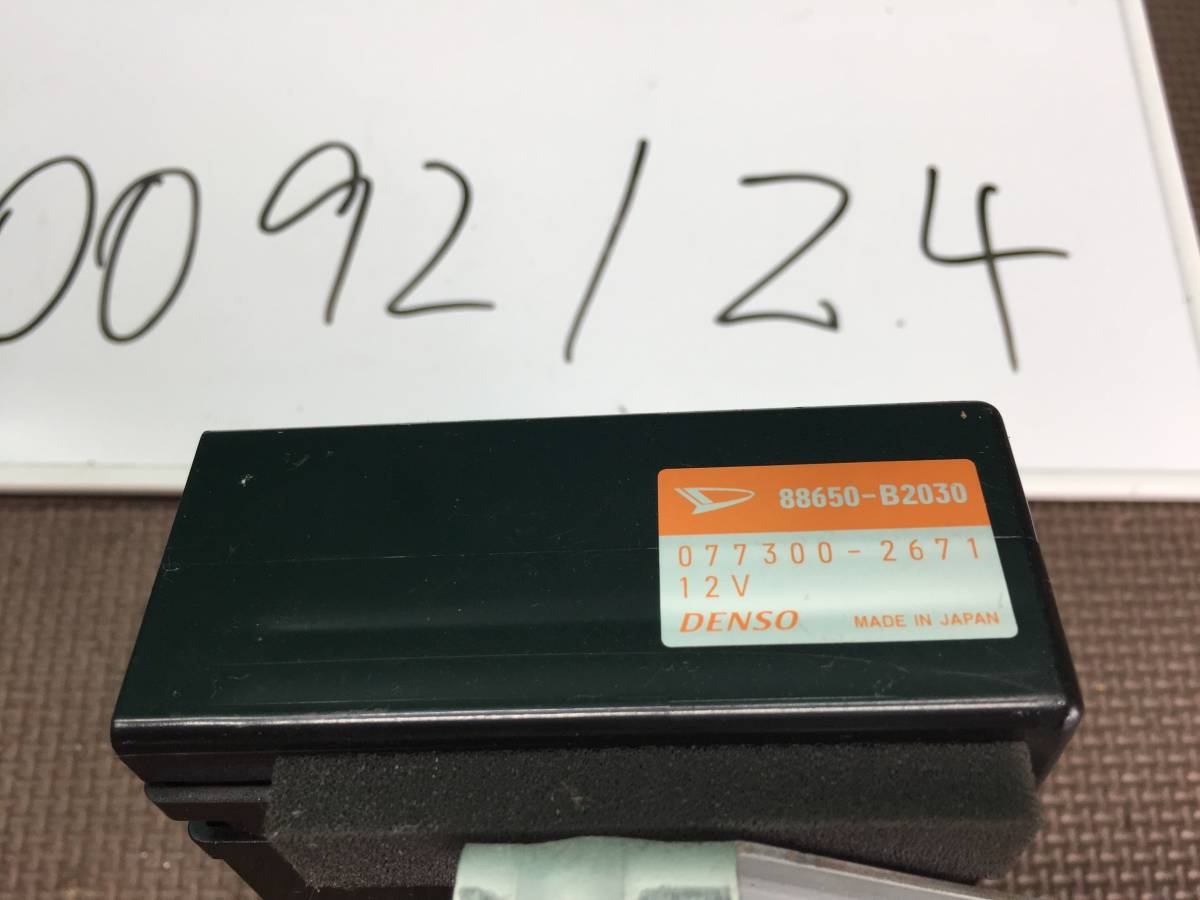 0092124
88650-B2030
077300-2671
12V
DENSO MADE IN JAPAN